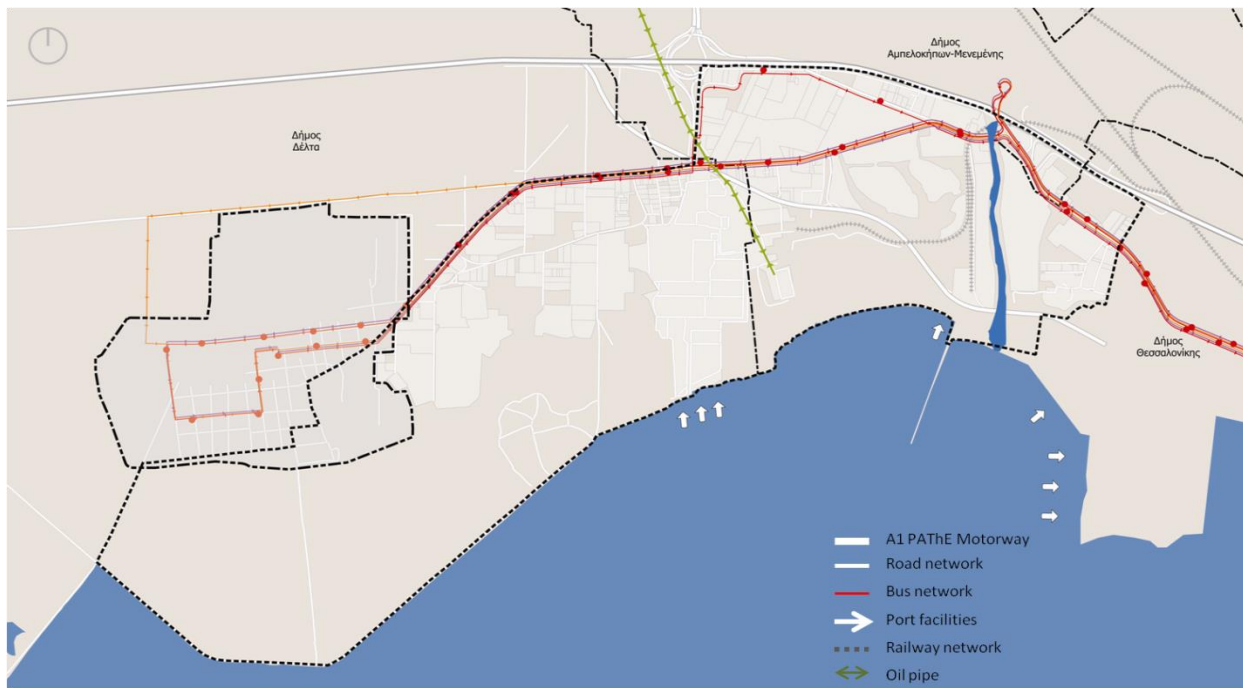 Δήμος
Αμπελοκήπων-Μενεμένης
Δήμος
Δέλτα
Δήμος
Θεσσαλονίκης
A1 PAThE Motorway
Road network
Bus network
Port facilities
Railway network
Oil pipe